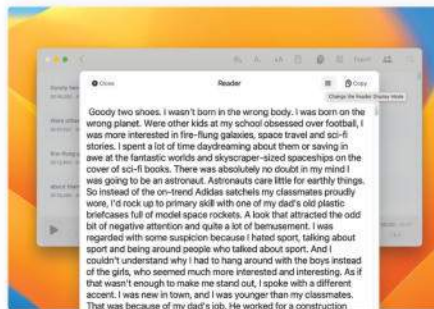 Export
Close Reader Copy
Change the Reader Display Mode
Goody two shoes. I wasn't born in the wrong body. I was born on the
wrong planet. Were other kids at my school obsessed over football, I
was more interested in fire-flung galaxies, space travel and sci-fi
stories. I spent a lot of time daydreaming about them or saving in
awe at the fantastic worlds and skyscraper-sized spaceships on the
cover of sci-fi books. There was absolutely no doubt in my mind I
was going to be an astronaut. Astronauts care little for earthly things.
So instead of the on-trend Adidas satchels my classmates proudly
wore, I'd rock up to primary skill with one of my dad's old plastic
briefcases full of model space rockets. A look that attracted the odd
bit of negative attention and quite a lot of bemusement. I was
regarded with some suspicion because I hated sport, talking about
sport and being around people who talked about sport. And I
couldn't understand why I had to hang around with the boys instead
of the girls, who seemed much more interested and interesting. As if
that wasn't enough to make me stand out, I spoke with a different
accent. I was new in town, and I was younger than my classmates.
That was because of my dad's job. He worked for a construction